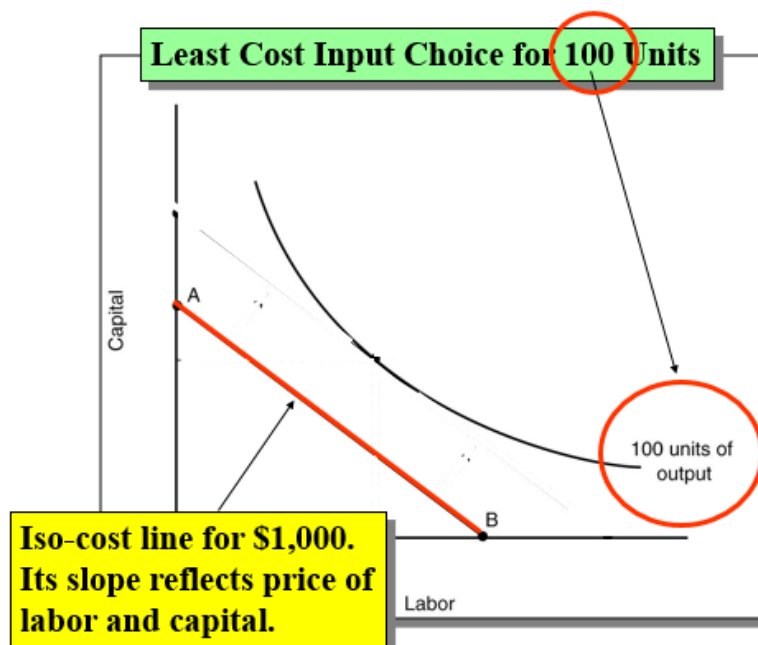 Least Cost Input Choice for 100 Units
A
Capital
100 units of
output
B
Iso-cost line for $1,000.
Its slope reflects price of
labor and capital.
Labor